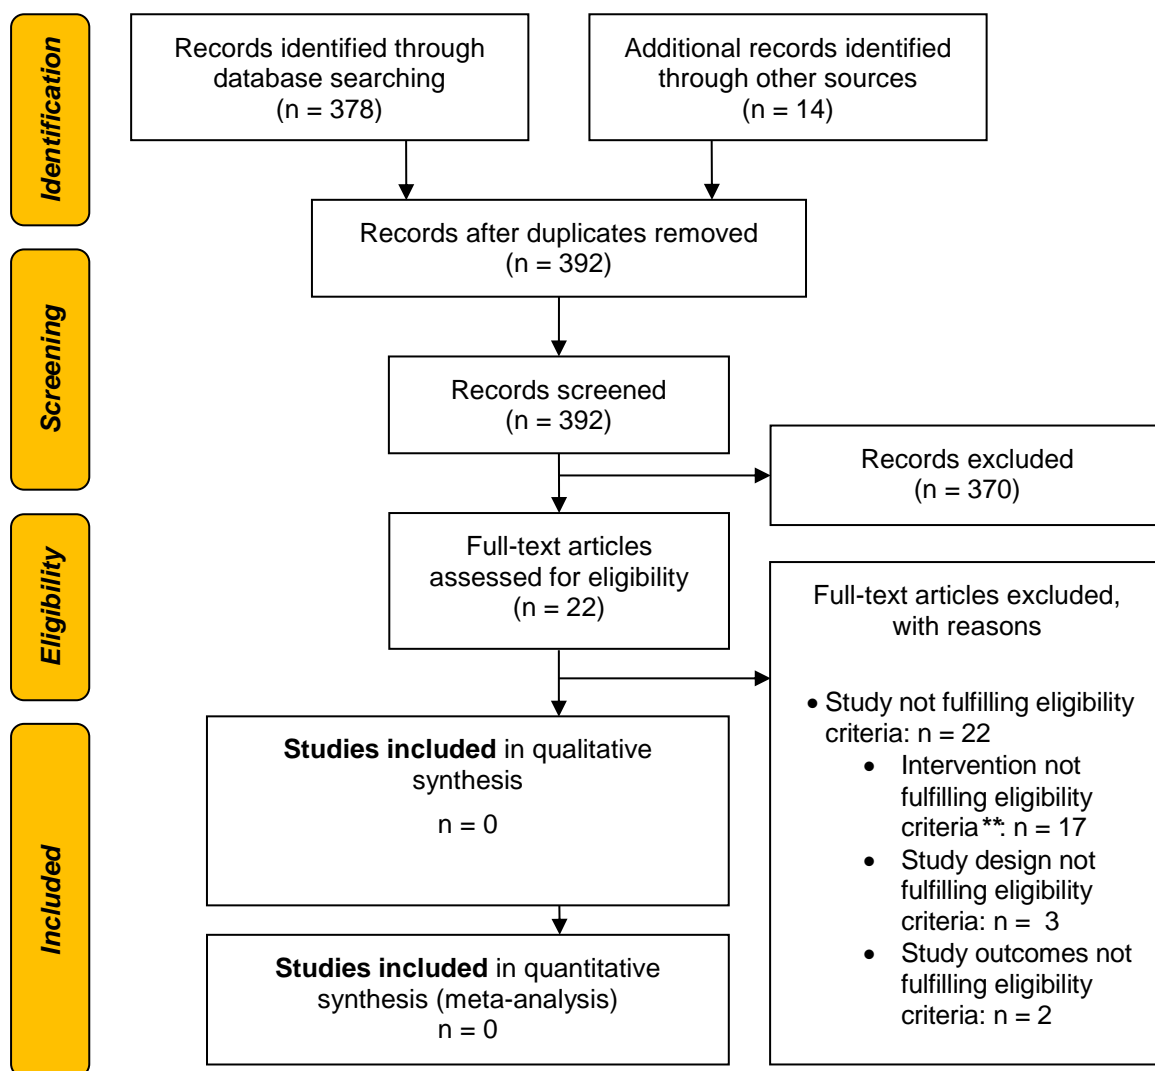 Identification
Records identified through
database searching
(n = 378)
Additional records identified
through other sources
(n = 14)
Records after duplicates removed
(n = 392)
Screening
Records screened
(n = 392)
Records excluded
(n = 370)
Eligibility
Full-text articles
assessed for eligibility
(n = 22)
Full-text articles excluded,
with reasons
• Study not fulfilling eligibility
criteria: n = 22
• Intervention not
fulfilling eligibility
criteria**: n = 17
• Study design not
fulfilling eligibility
criteria: n = 3
• Study outcomes not
fulfilling eligibility
criteria: n = 2
Included
Studies included in qualitative
synthesis
n = 0
Studies included in quantitative
synthesis (meta-analysis)
n = 0